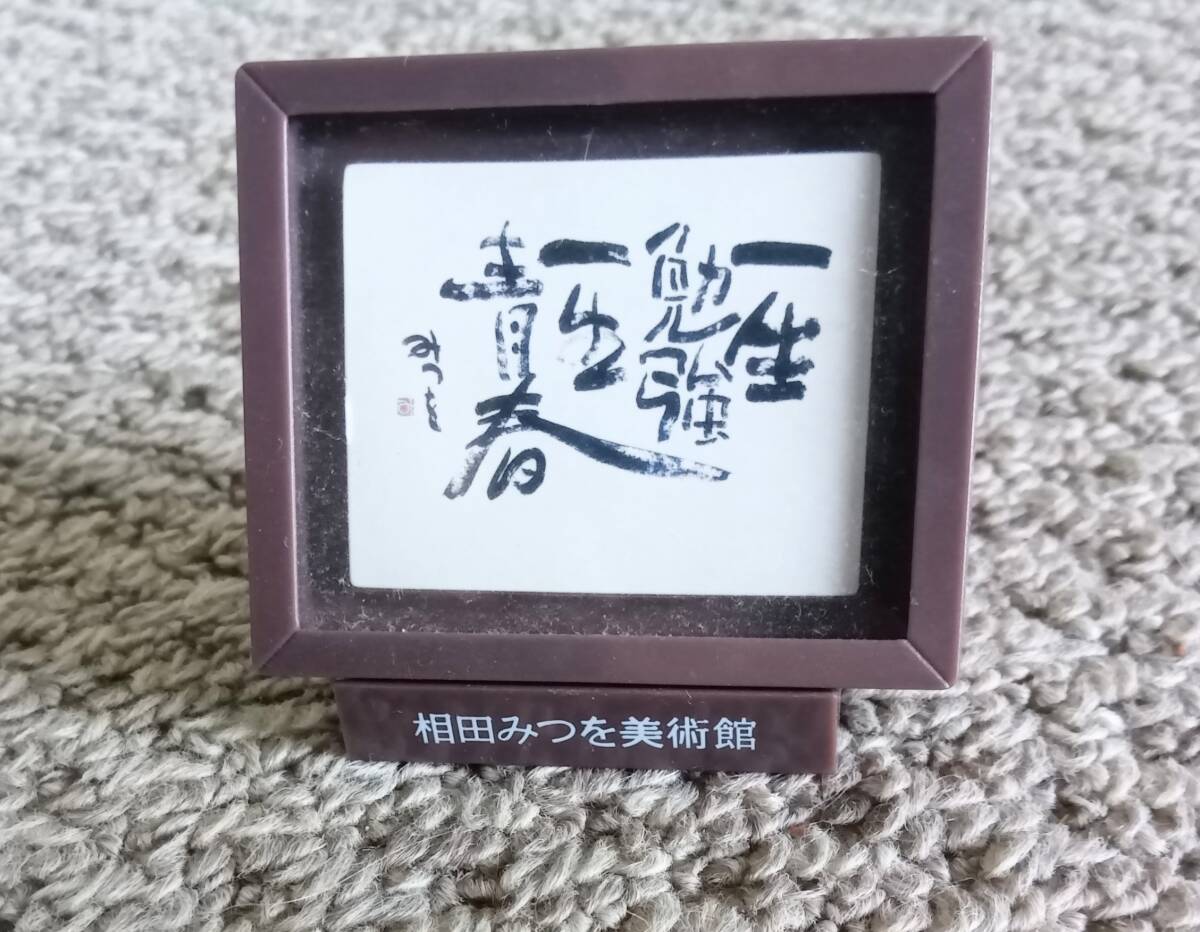 一生
勉強
一生
青春
みつを
相田みつを美術館